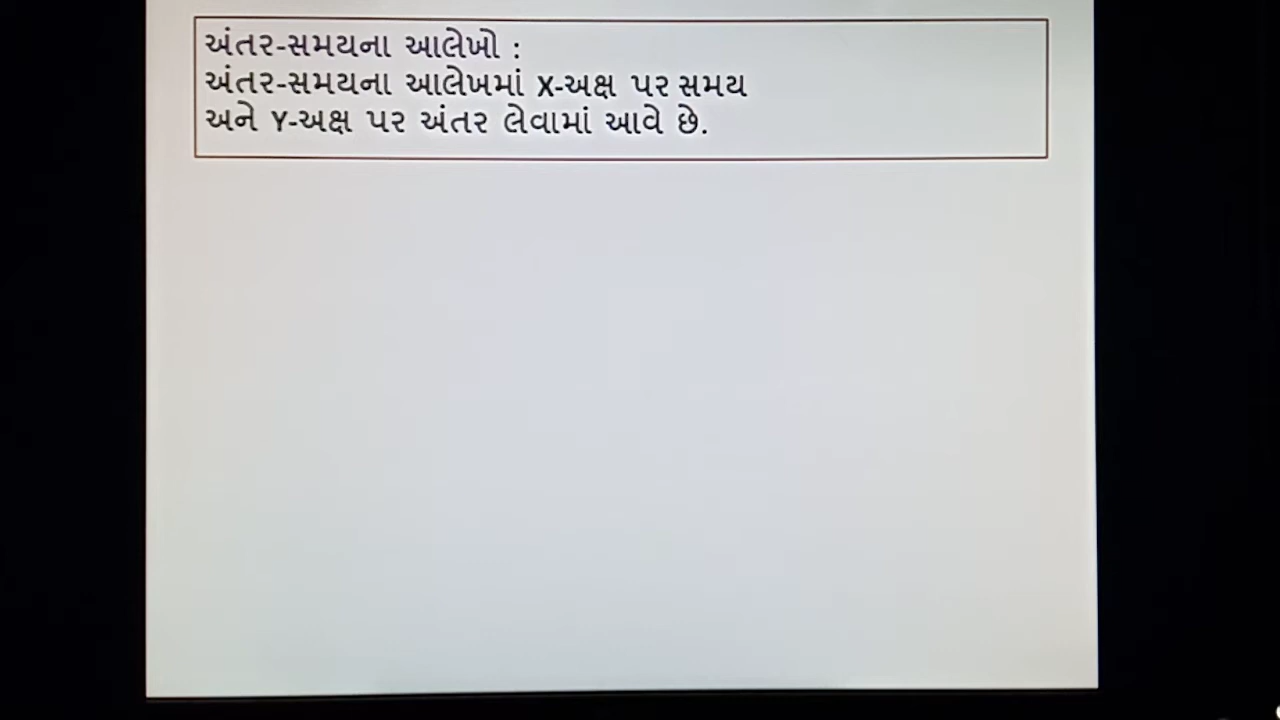 અંતર-સમયના આલેખો :
અંતર-સમયના આલેખમાં X-અક્ષ પર સમય
અને Y-અક્ષ પર અંતર લેવામાં આવે છે.